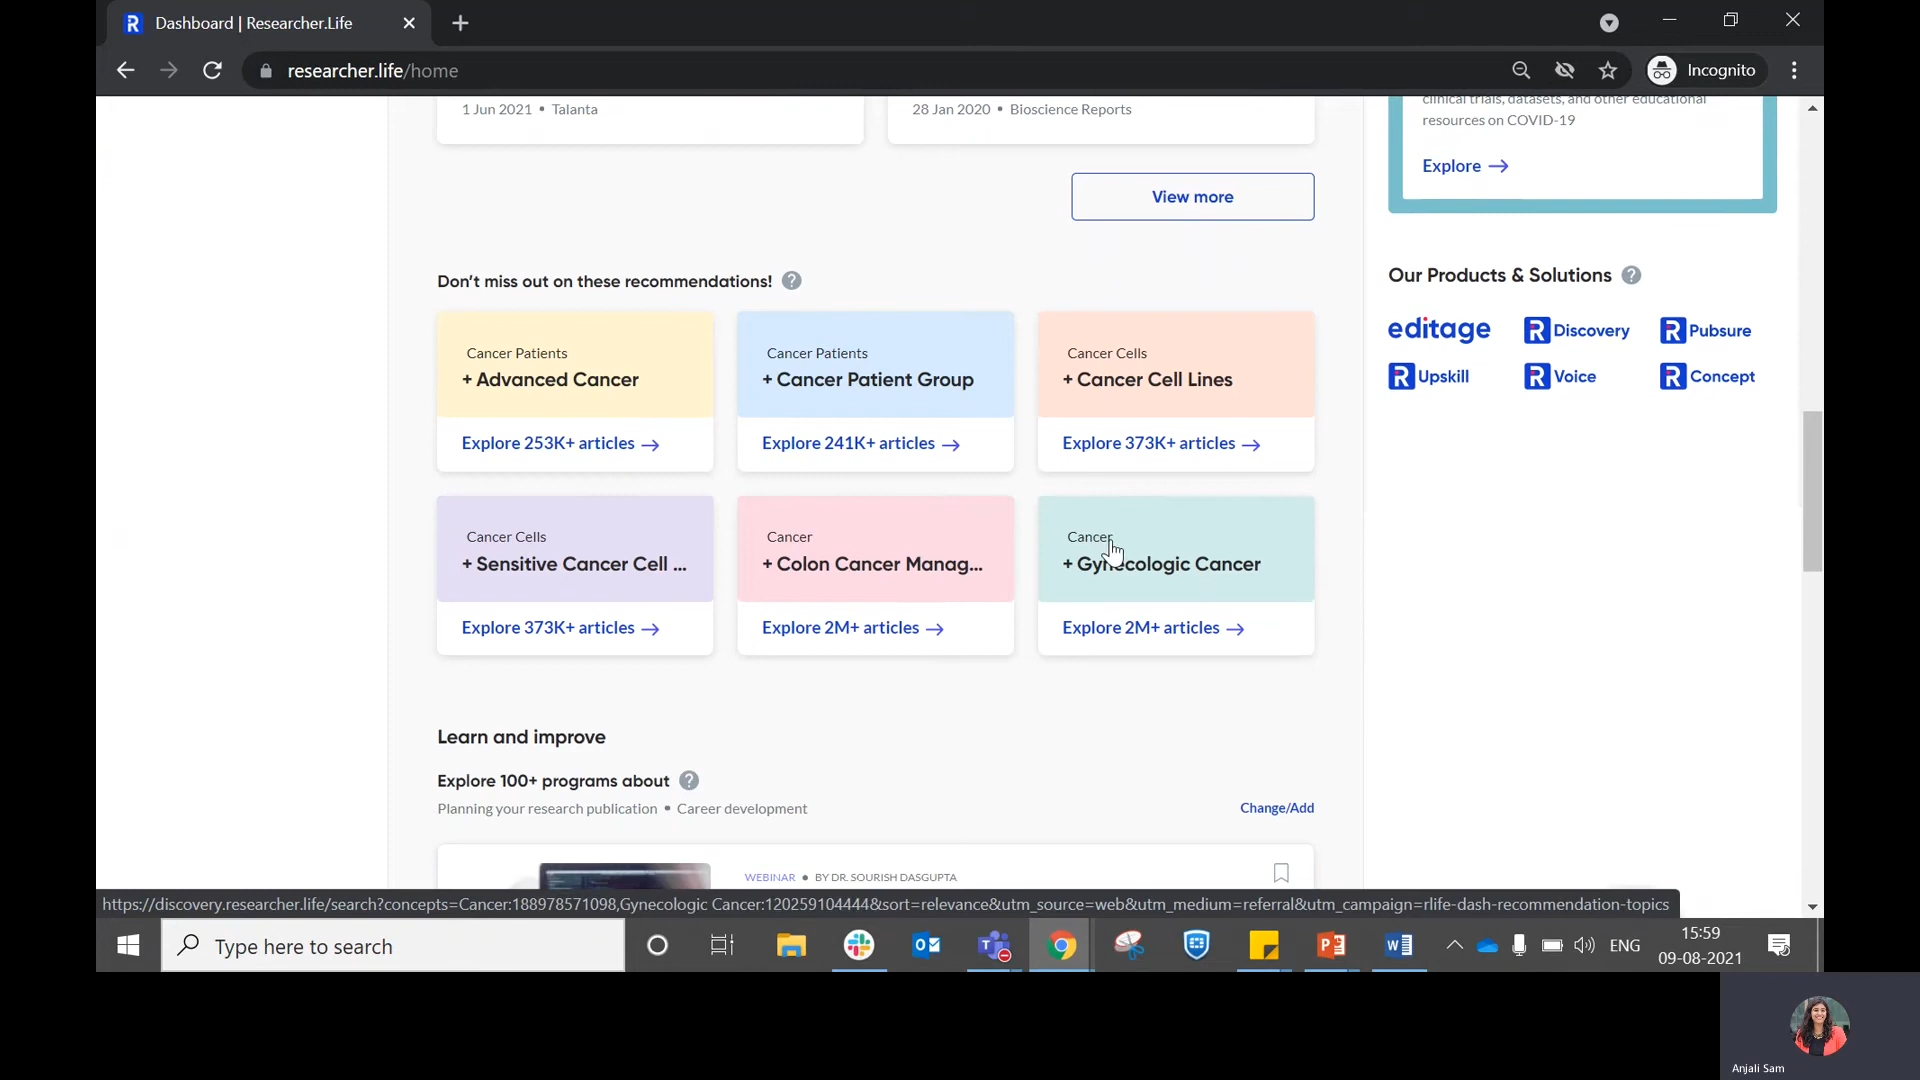 Dashboard | Researcher.Life
researcher.life/home
Incognito
1 Jun 2021 • Talanta
28 Jan 2020 • Bioscience Reports
clinical trials, datasets, and other educational
resources on COVID-19
Explore →
View more
Our Products & Solutions ?
editage
R Discovery
R Pubsure
R Upskill
R Voice
R Concept
Don't miss out on these recommendations! ?
Cancer Patients
+ Advanced Cancer
Explore 253K+ articles →
Cancer Patients
+ Cancer Patient Group
Explore 241K+ articles →
Cancer Cells
+ Cancer Cell Lines
Explore 373K+ articles →
Cancer Cells
+ Sensitive Cancer Cell ...
Explore 373K+ articles →
Cancer
+ Colon Cancer Manag...
Explore 2M+ articles →
Cancer
+ Gynecologic Cancer
Explore 2M+ articles →
Learn and improve
Explore 100+ programs about ?
Planning your research publication • Career development
Change/Add
WEBINAR • BY DR. SOURISH DASGUPTA
https://discovery.researcher.life/search?concepts=Cancer:188978571098,Gynecologic Cancer:120259104444&sort=relevance&utm_source=web&utm_medium=referral&utm_campaign=rlife-dash-recommendation-topics
Type here to search
ENG
15:59
09-08-2021
Anjali Sam